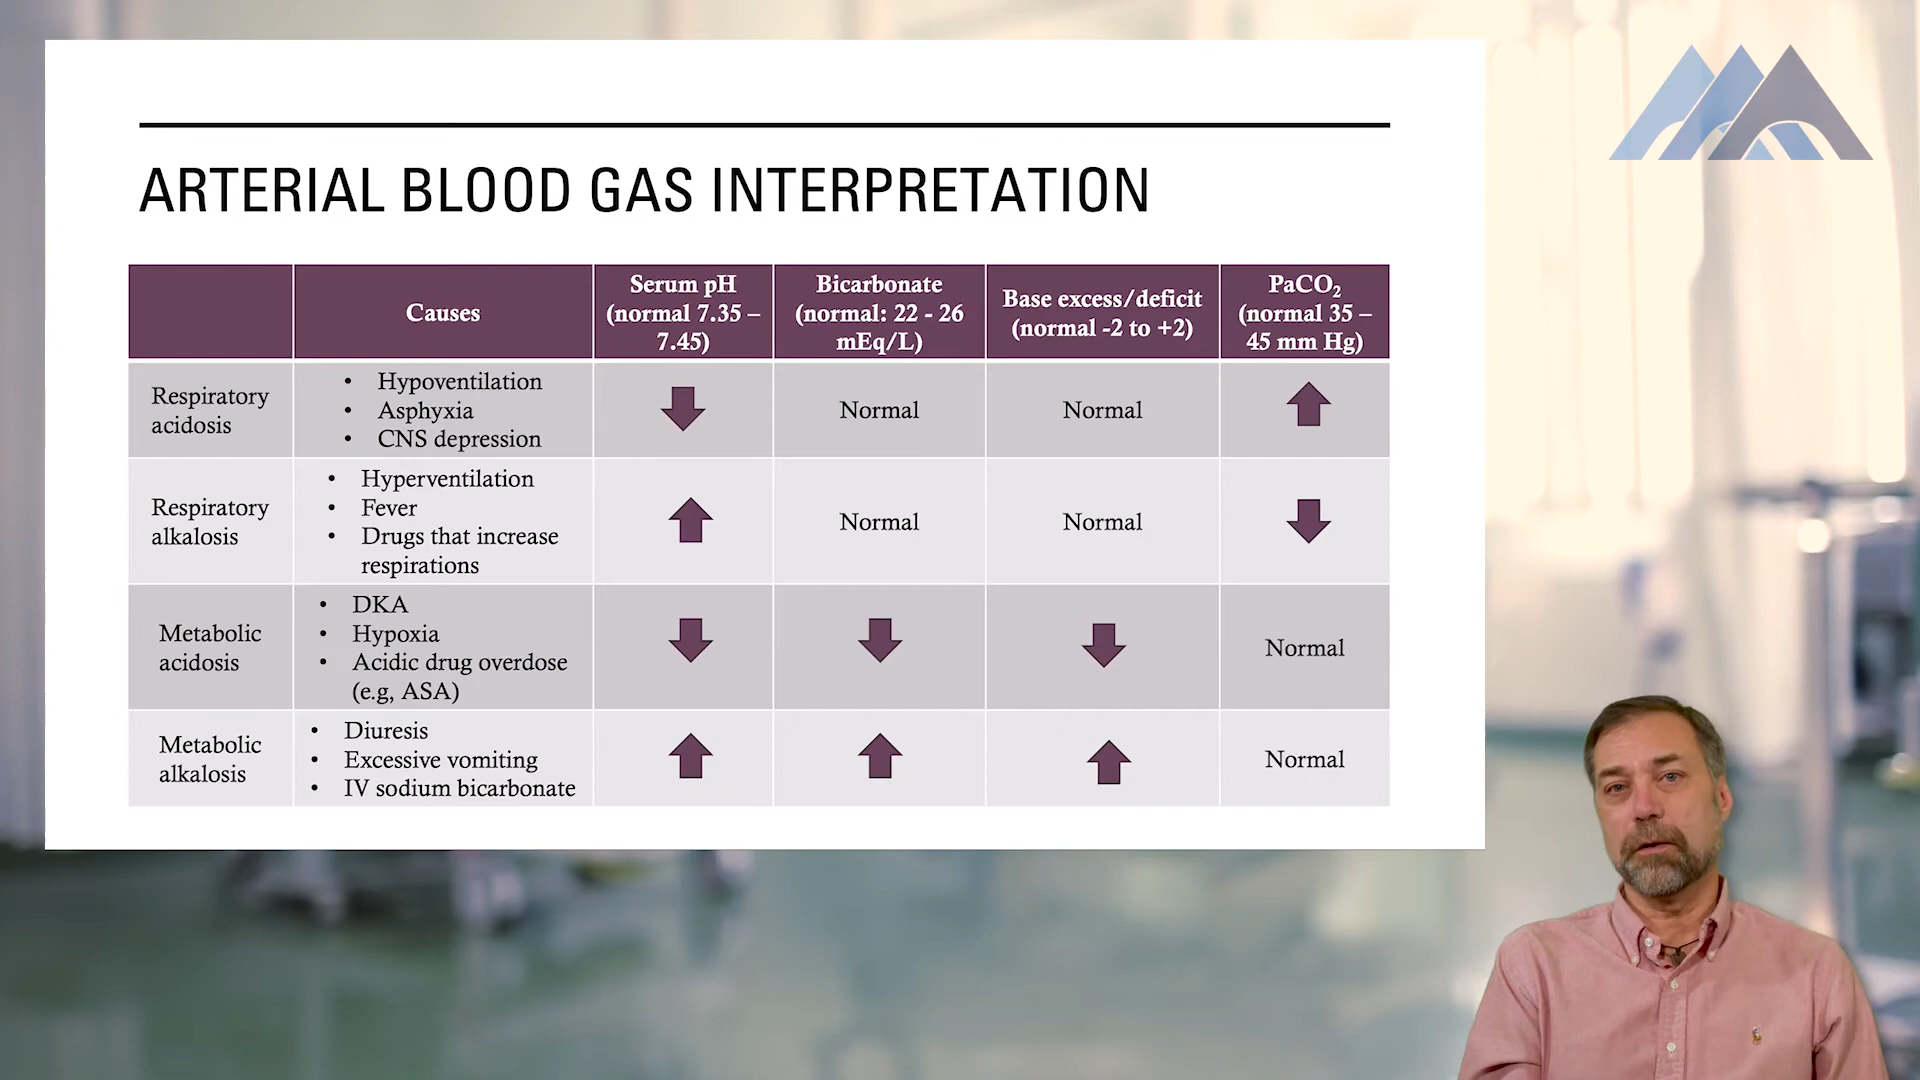 ARTERIAL BLOOD GAS INTERPRETATION
Causes
Serum pH
(normal 7.35 –
7.45)
Bicarbonate
(normal: 22 - 26
mEq/L)
Base excess/deficit
(normal -2 to +2)
PaCO₂
(normal 35 –
45 mm Hg)
Respiratory
acidosis
• Hypoventilation
• Asphyxia
• CNS depression
Normal
Normal
Respiratory
alkalosis
• Hyperventilation
• Fever
• Drugs that increase
respirations
Normal
Normal
Metabolic
acidosis
• DKA
• Hypoxia
• Acidic drug overdose
(e.g, ASA)
Normal
Metabolic
alkalosis
• Diuresis
• Excessive vomiting
• IV sodium bicarbonate
Normal